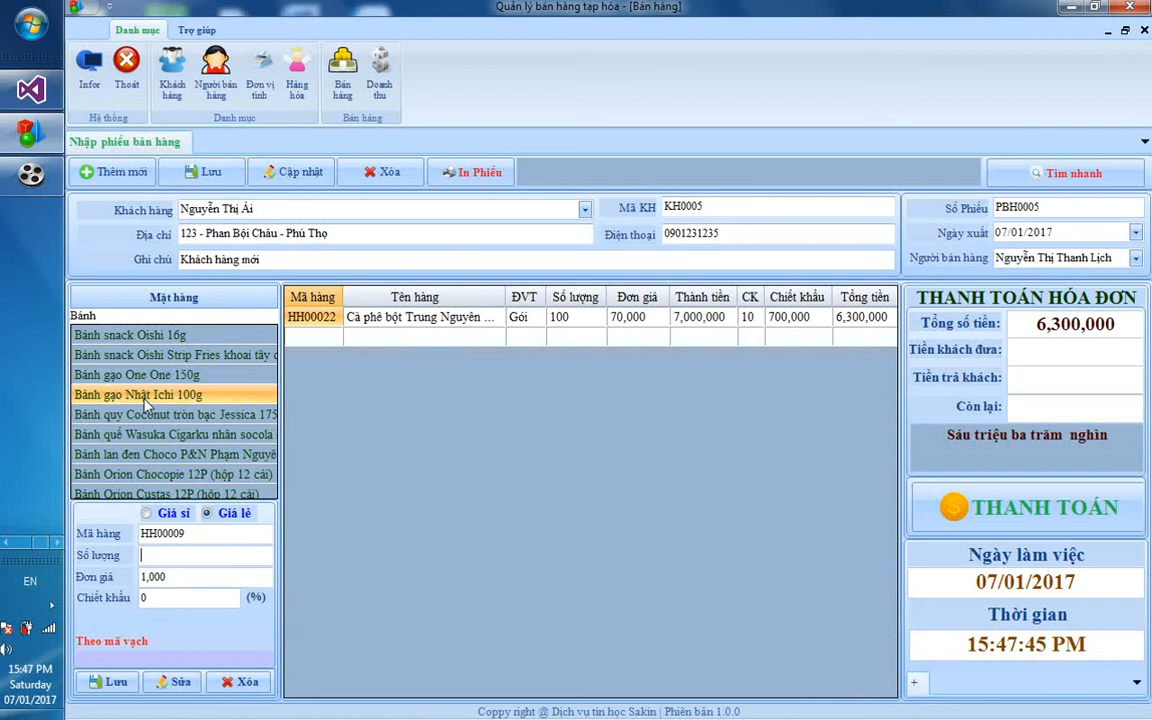 Quản lý bán hàng tạp hóa - [Bán hàng]
Danh mục Trợ giúp
Infor Thoát Khách hàng Người bán hàng Đơn vị tính Hàng hóa Bán hàng Doanh thu
Hệ thống Danh mục Bán hàng
Nhập phiếu bán hàng
Thêm mới Lưu Cập nhật Xóa In Phiếu Tìm nhanh
Khách hàng Nguyễn Thị Ái Mã KH KH0005 Số Phiếu PBH0005
Địa chỉ 123 - Phan Bội Châu - Phú Thọ Điện thoại 0901231235 Ngày xuất 07/01/2017
Ghi chú Khách hàng mới Người bán hàng Nguyễn Thị Thanh Lịch
Mặt hàng
Bánh
Bánh snack Oishi 16g
Bánh snack Oishi Strip Fries khoai tây
Bánh gạo One One 150g
Bánh gạo Nhật Ichi 100g
Bánh quy Coconut tròn bạc Jessica 175
Bánh quế Wasuka Cigarku nhân socola
Bánh lan đen Choco P&N Phạm Nguyê
Bánh Orion Chocopie 12P (hộp 12 cái)
Bánh Orion Custas 12P (hộp 12 cái)
Giá sỉ Giá lẻ
Mã hàng HH00009
Số lượng
Đơn giá 1,000
Chiết khấu 0 (%)
Theo mã vạch
Lưu Sửa Xóa
Mã hàng Tên hàng ĐVT Số lượng Đơn giá Thành tiền CK Chiết khấu Tổng tiền
HH00022 Cà phê bột Trung Nguyên ... Gói 100 70,000 7,000,000 10 700,000 6,300,000
THANH TOÁN HÓA ĐƠN
Tổng số tiền: 6,300,000
Tiền khách đưa:
Tiền trả khách:
Còn lại:
Sáu triệu ba trăm nghìn
THANH TOÁN
Ngày làm việc
07/01/2017
Thời gian
15:47:45 PM
+
EN
15:47 PM
Saturday
07/01/2017
Coppy right @ Dịch vụ tin học Sakin | Phiên bản 1.0.0